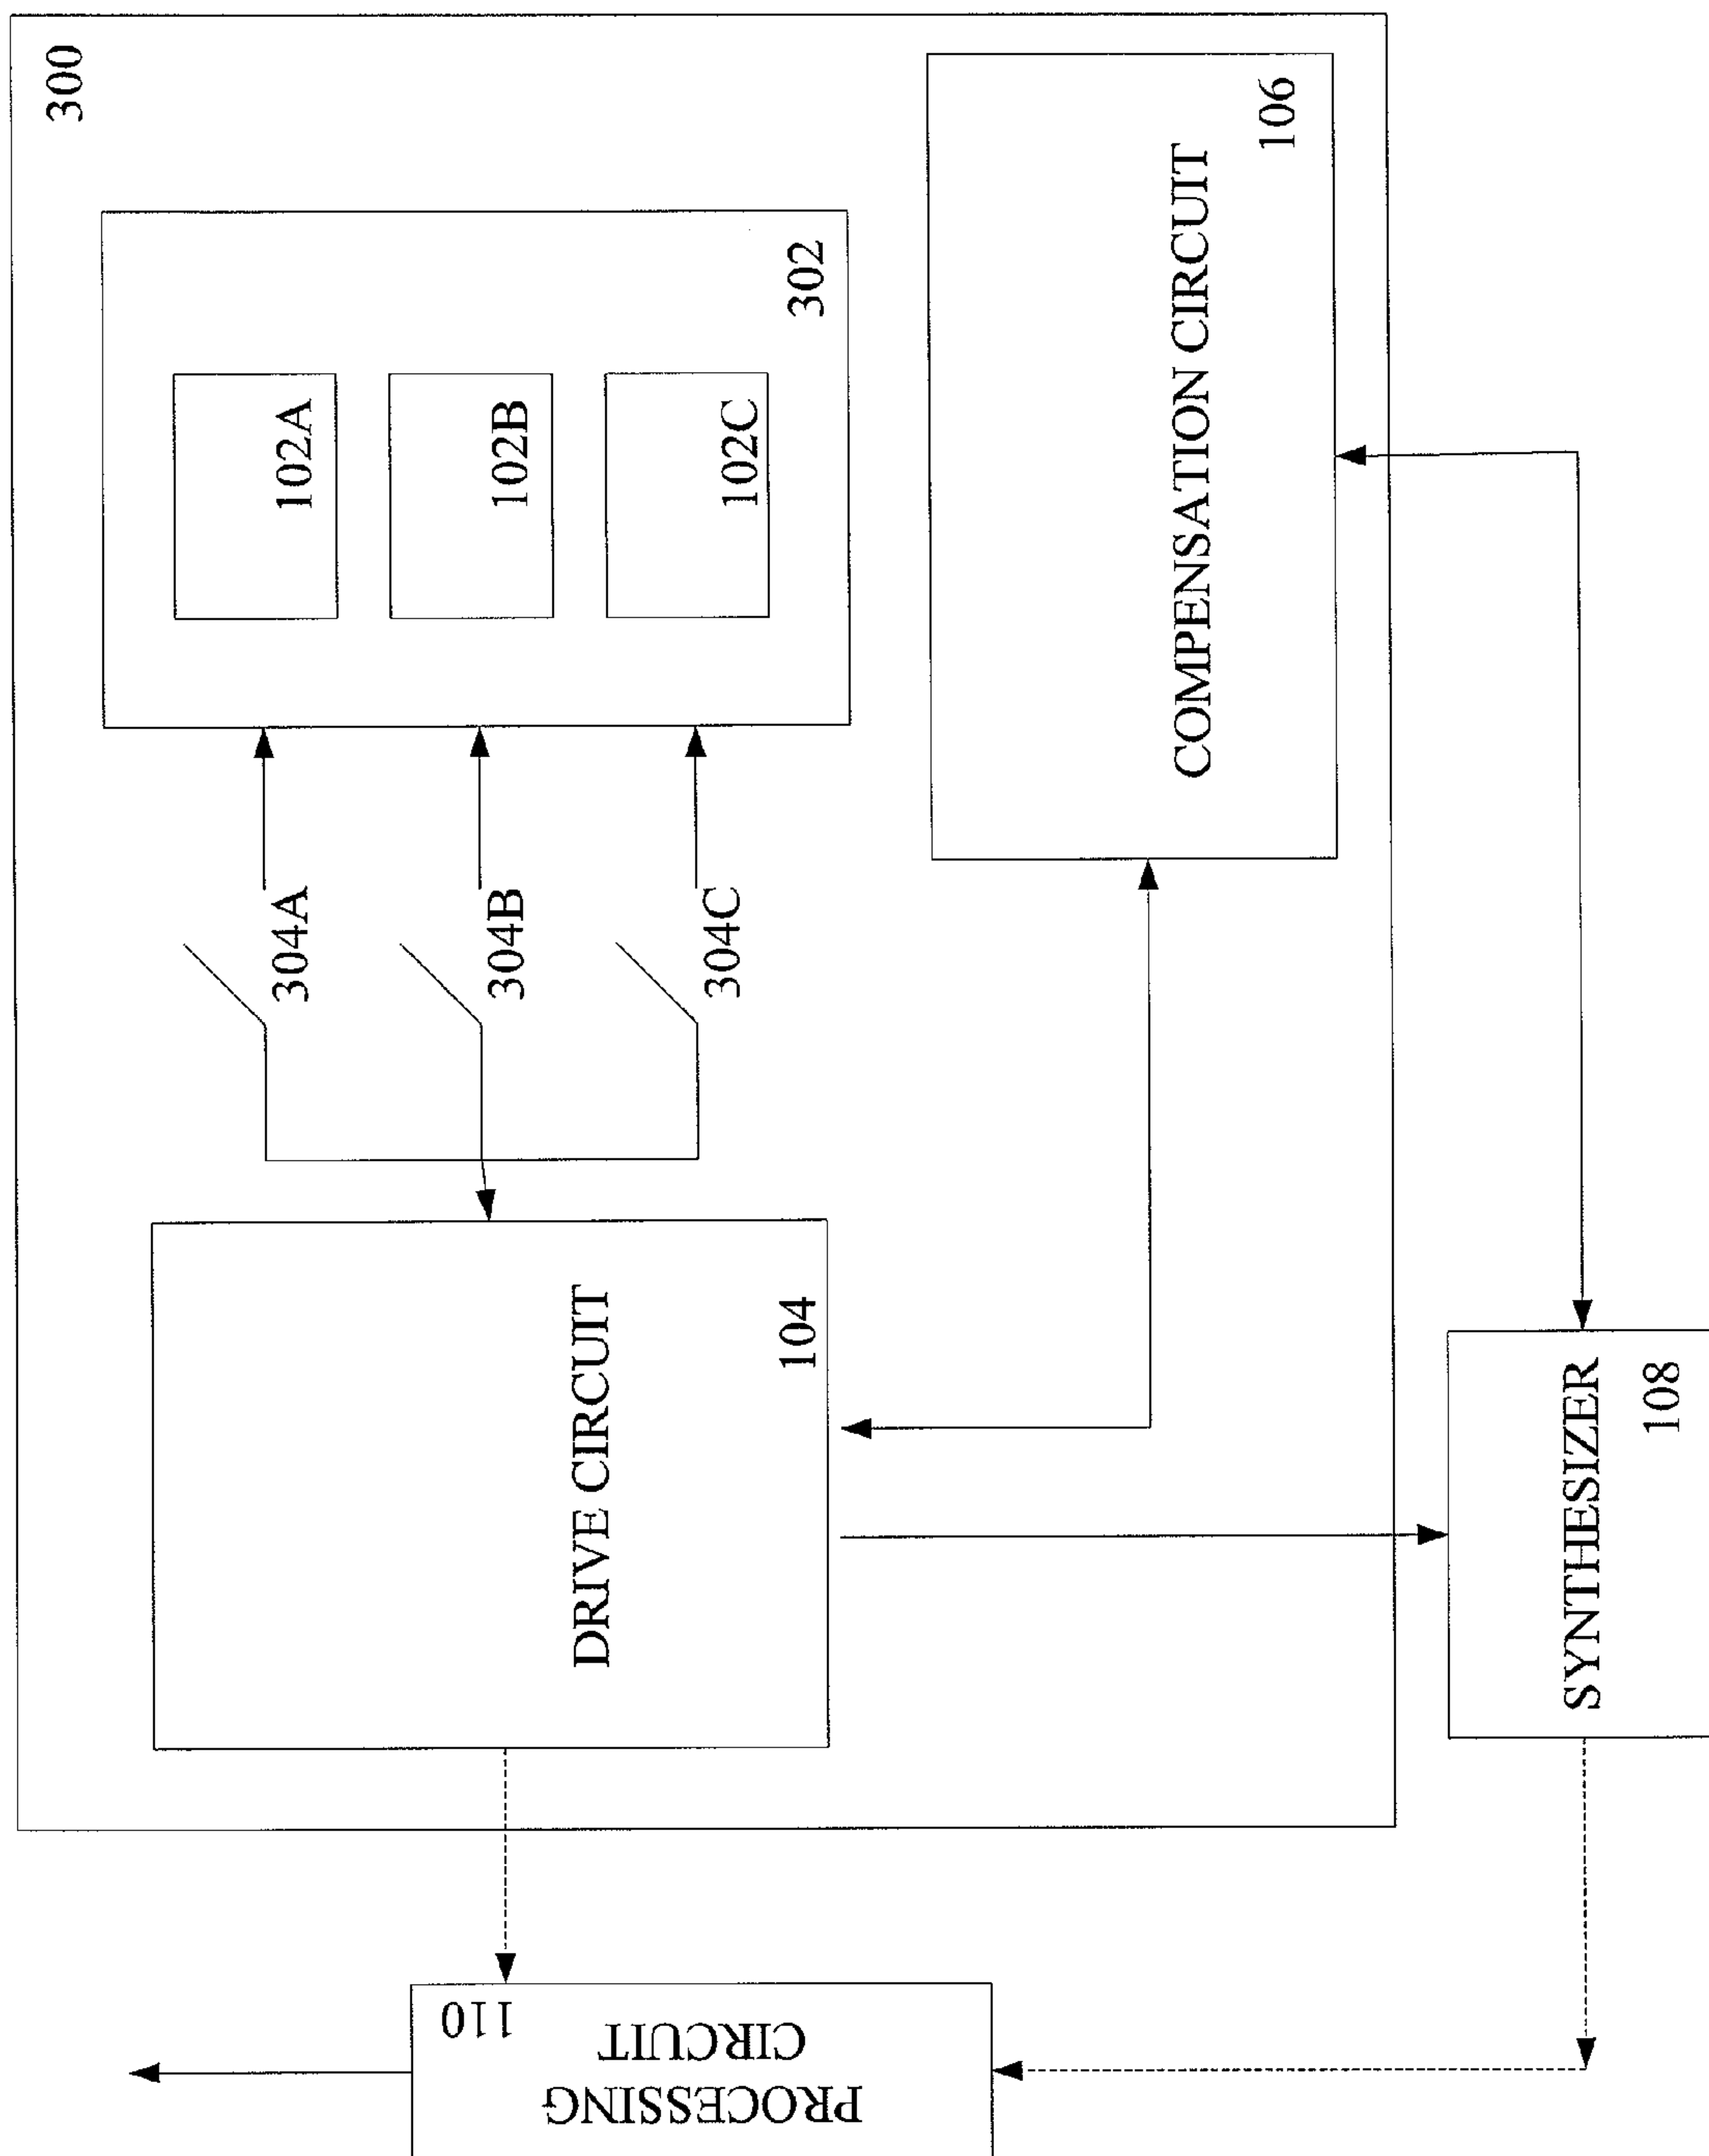 300
302
102A
102B
102C
304A
304B
304C
DRIVE CIRCUIT
104
COMPENSATION CIRCUIT
106
SYNTHESIZER
108
110
PROCESSING
CIRCUIT